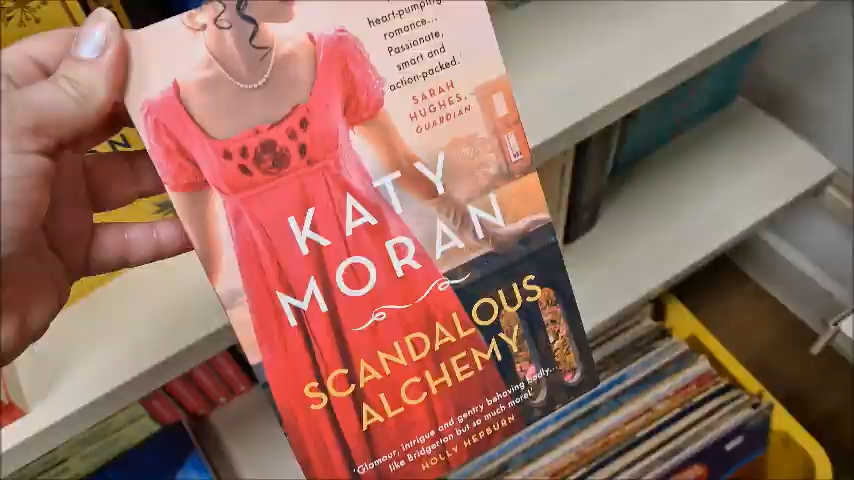 heart-pumping
romance...
Passionate,
smart and
action-packed.'
SARAH
HUGHES,
GUARDIAN
KATY
MORAN
SCANDALOUS
ALCHEMY
'Glamour, intrigue and gentry behaving badly...
like Bridgerton but so much more!'
HOLLY HEPBURN